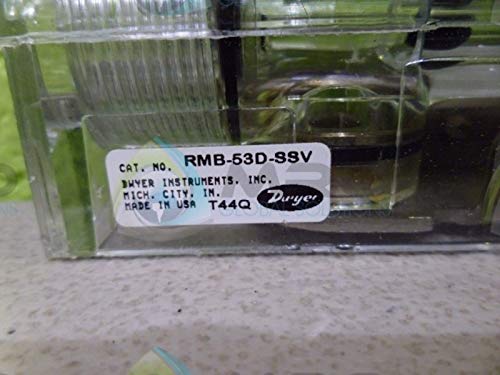 CAT. NO. RMB-53D-SSV
DWYER INSTRUMENTS, INC.
MICH. CITY, IN.
MADE IN USA T44Q Dwyer